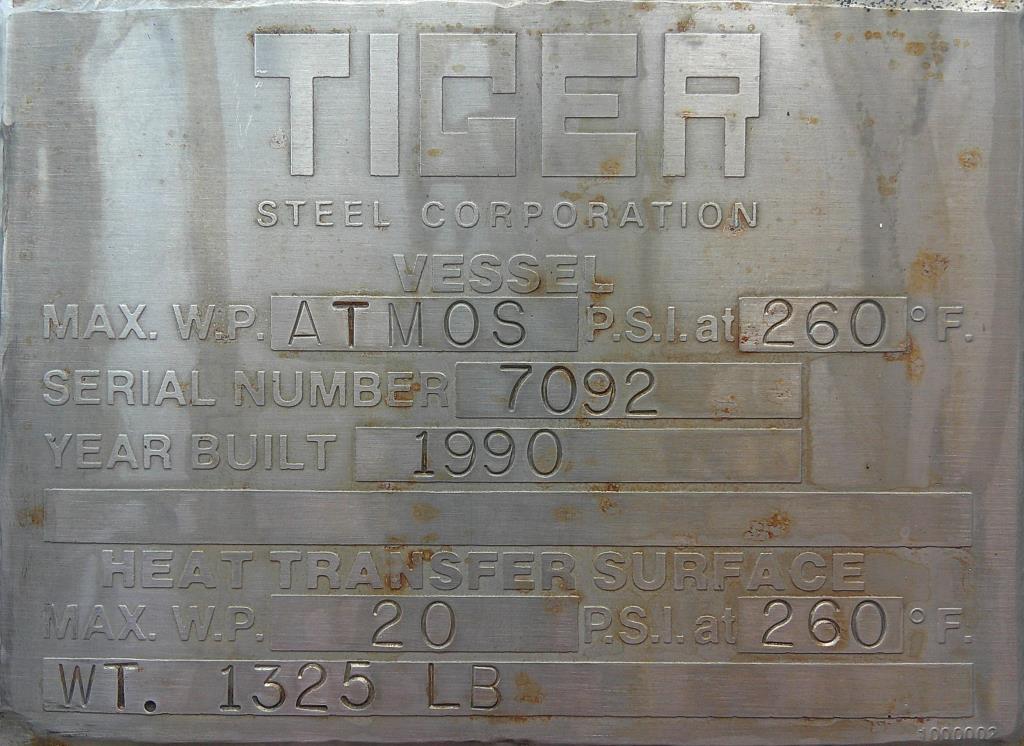 TIGER
STEEL CORPORATION
VESSEL
MAX. W.P. ATMOS P.S.I. at 260 °F.
SERIAL NUMBER 7092
YEAR BUILT 1990
HEAT TRANSFER SURFACE
MAX. W.P. 20 P.S.I. at 260 °F.
WT. 1325 LB
1000002